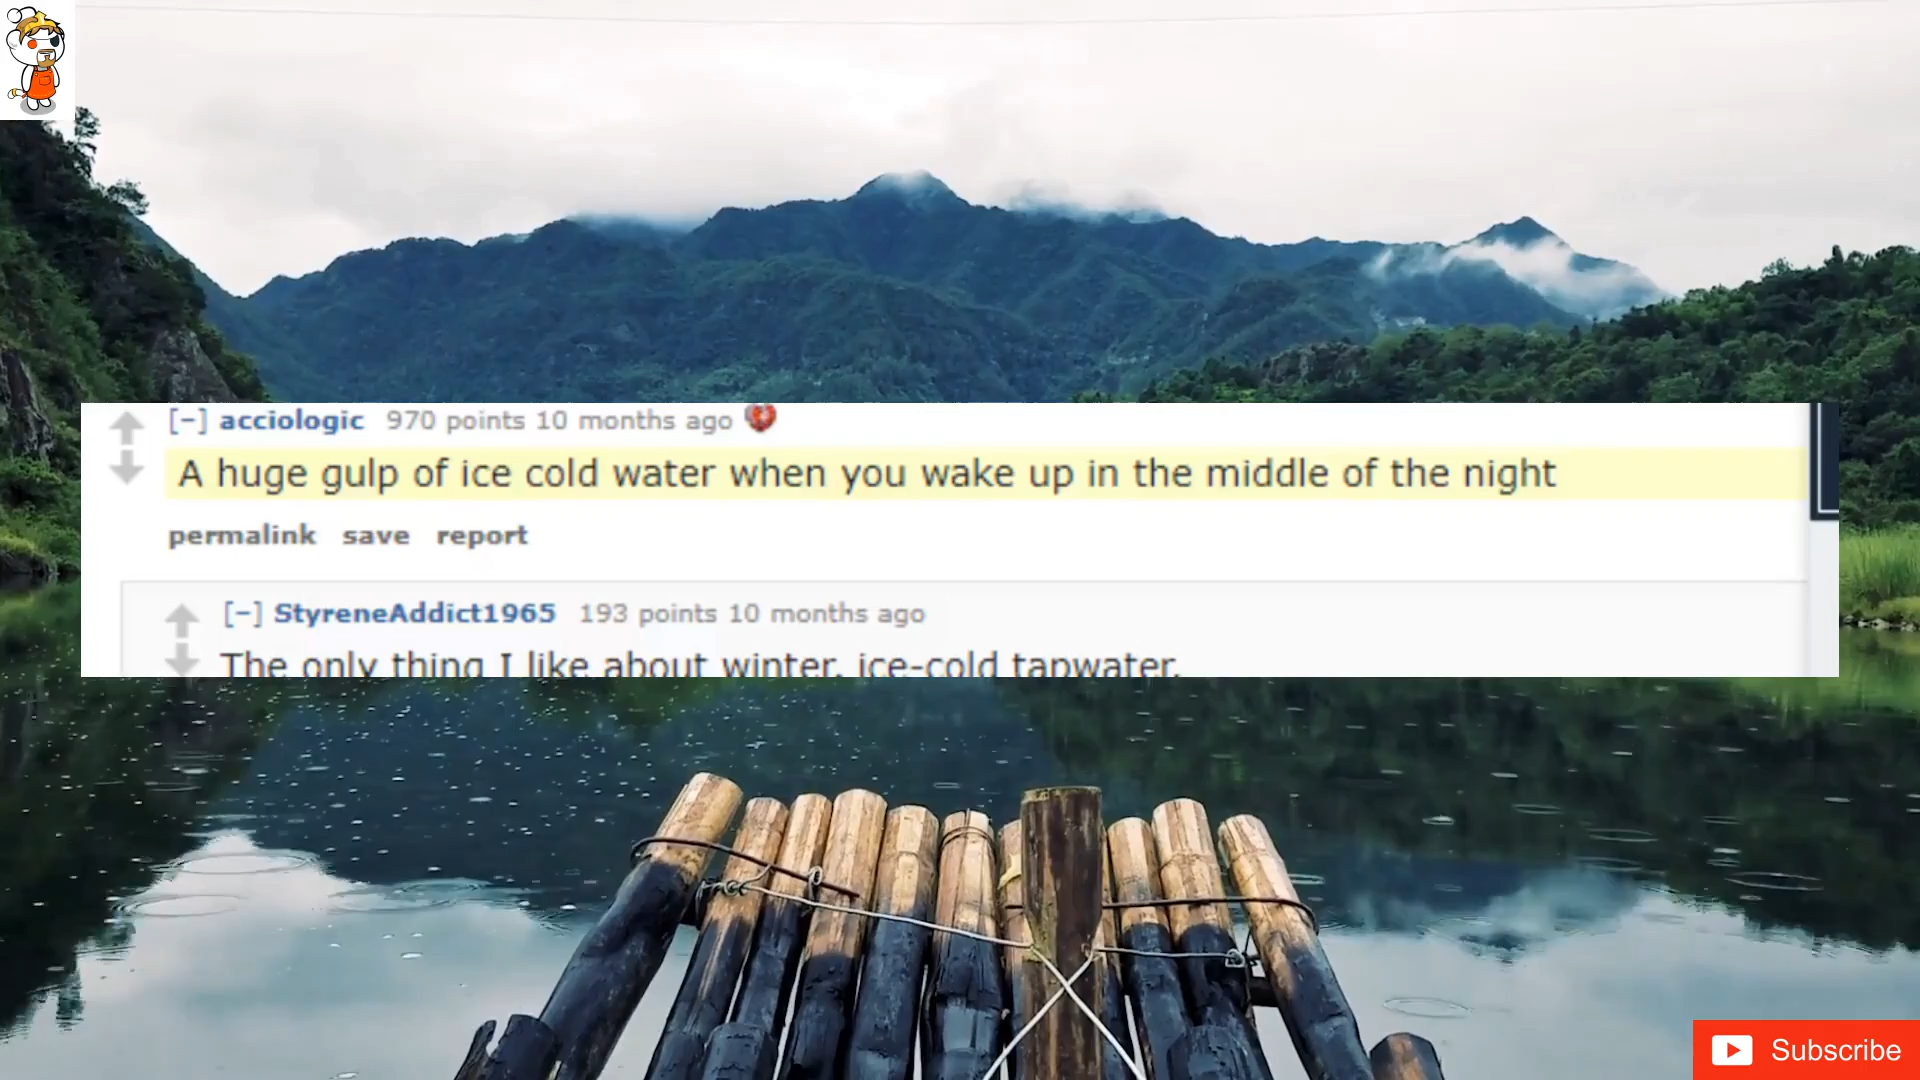 [-] acciologic 970 points 10 months ago
A huge gulp of ice cold water when you wake up in the middle of the night
permalink save report
[-] StyreneAddict1965 193 points 10 months ago
The only thing I like about winter, ice-cold tapwater.
Subscribe